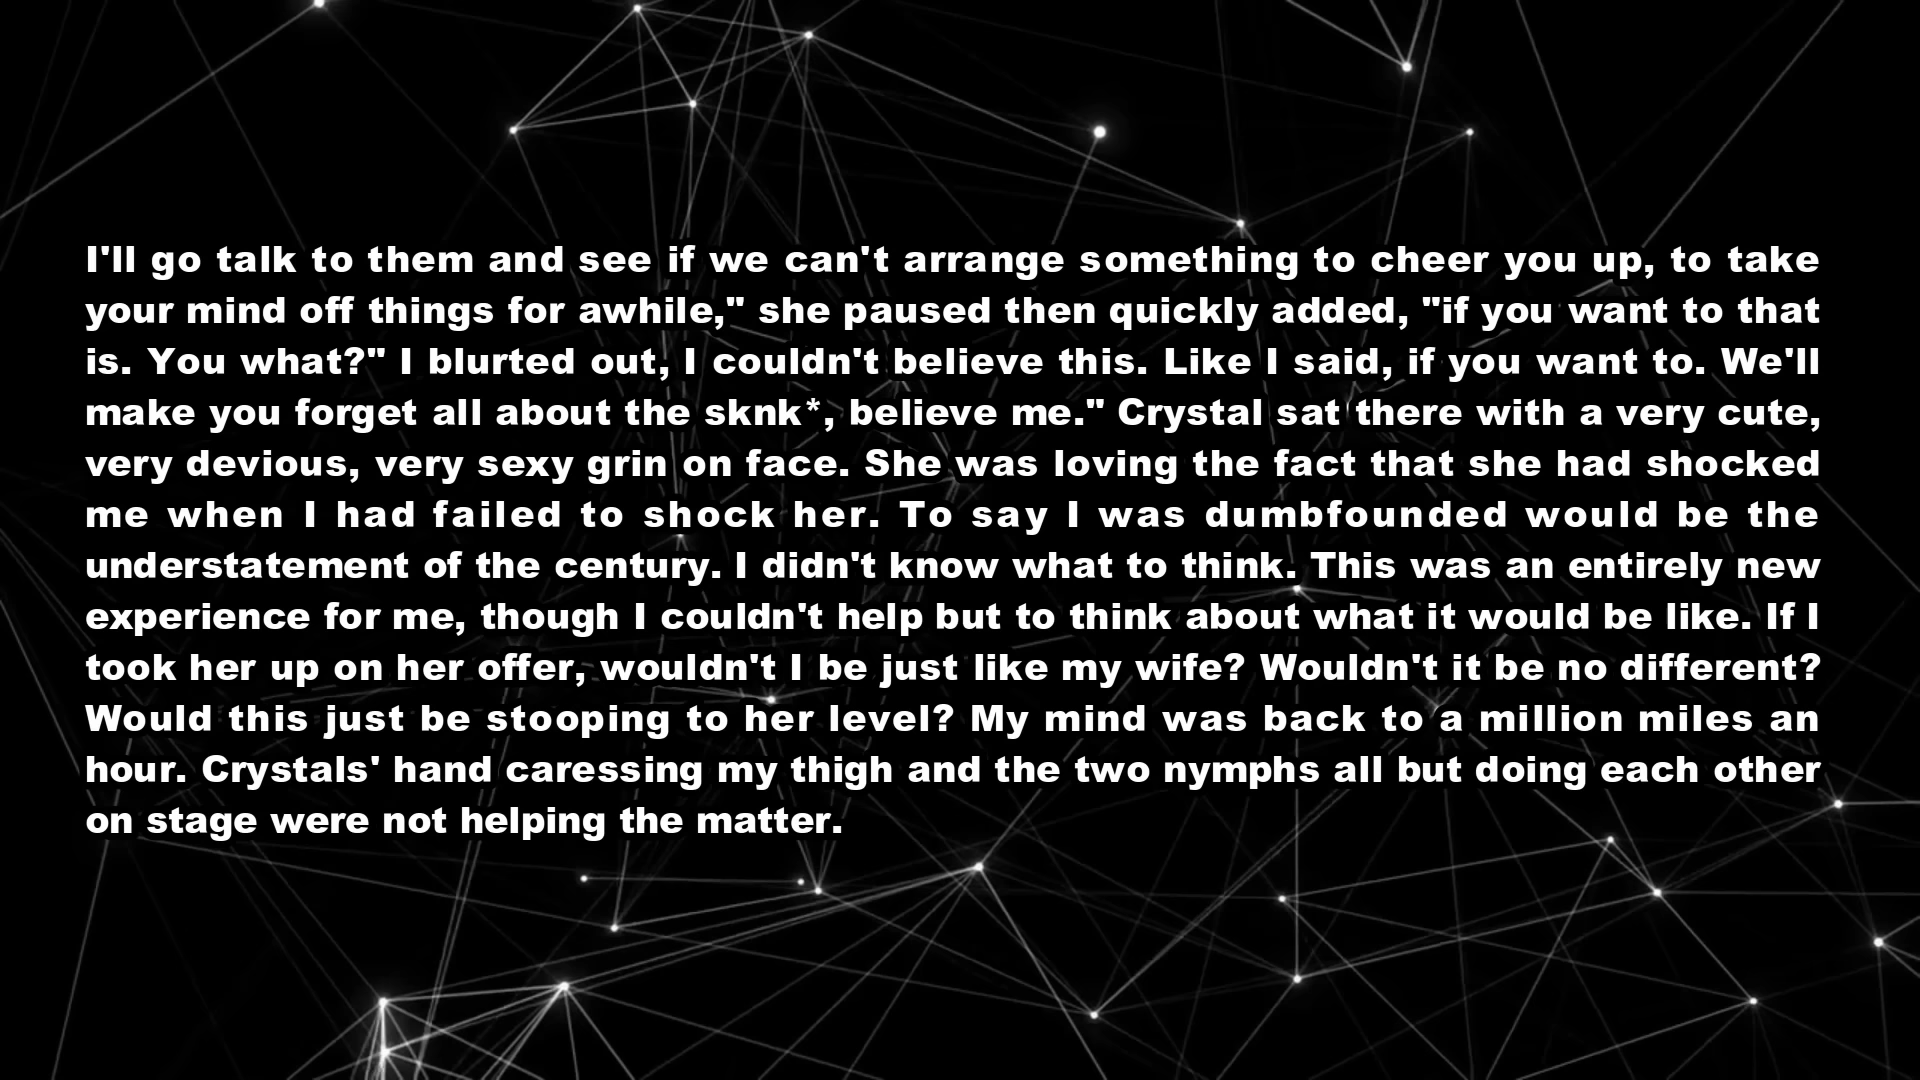 I'll go talk to them and see if we can't arrange something to cheer you up, to take
your mind off things for awhile," she paused then quickly added, "if you want to that
is. You what?" I blurted out, I couldn't believe this. Like I said, if you want to. We'll
make you forget all about the sknk*, believe me." Crystal sat there with a very cute,
very devious, very sexy grin on face. She was loving the fact that she had shocked
me when I had failed to shock her. To say I was dumbfounded would be the
understatement of the century. I didn't know what to think. This was an entirely new
experience for me, though I couldn't help but to think about what it would be like. If I
took her up on her offer, wouldn't I be just like my wife? Wouldn't it be no different?
Would this just be stooping to her level? My mind was back to a million miles an
hour. Crystals' hand caressing my thigh and the two nymphs all but doing each other
on stage were not helping the matter.